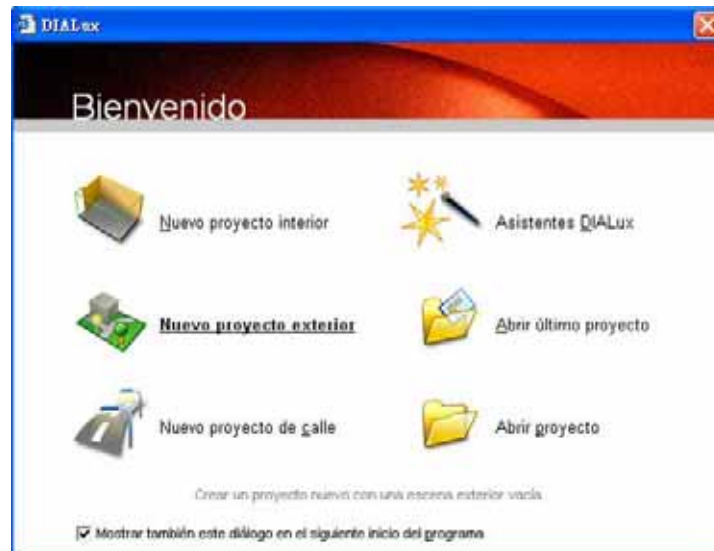 DIALux
Bienvenido
Nuevo proyecto interior
Asistentes DIALux
Nuevo proyecto exterior
Abrir último proyecto
Nuevo proyecto de calle
Abrir proyecto
Crear un proyecto nuevo con una escena exterior vacía
Mostrar también este diálogo en el siguiente inicio del programa